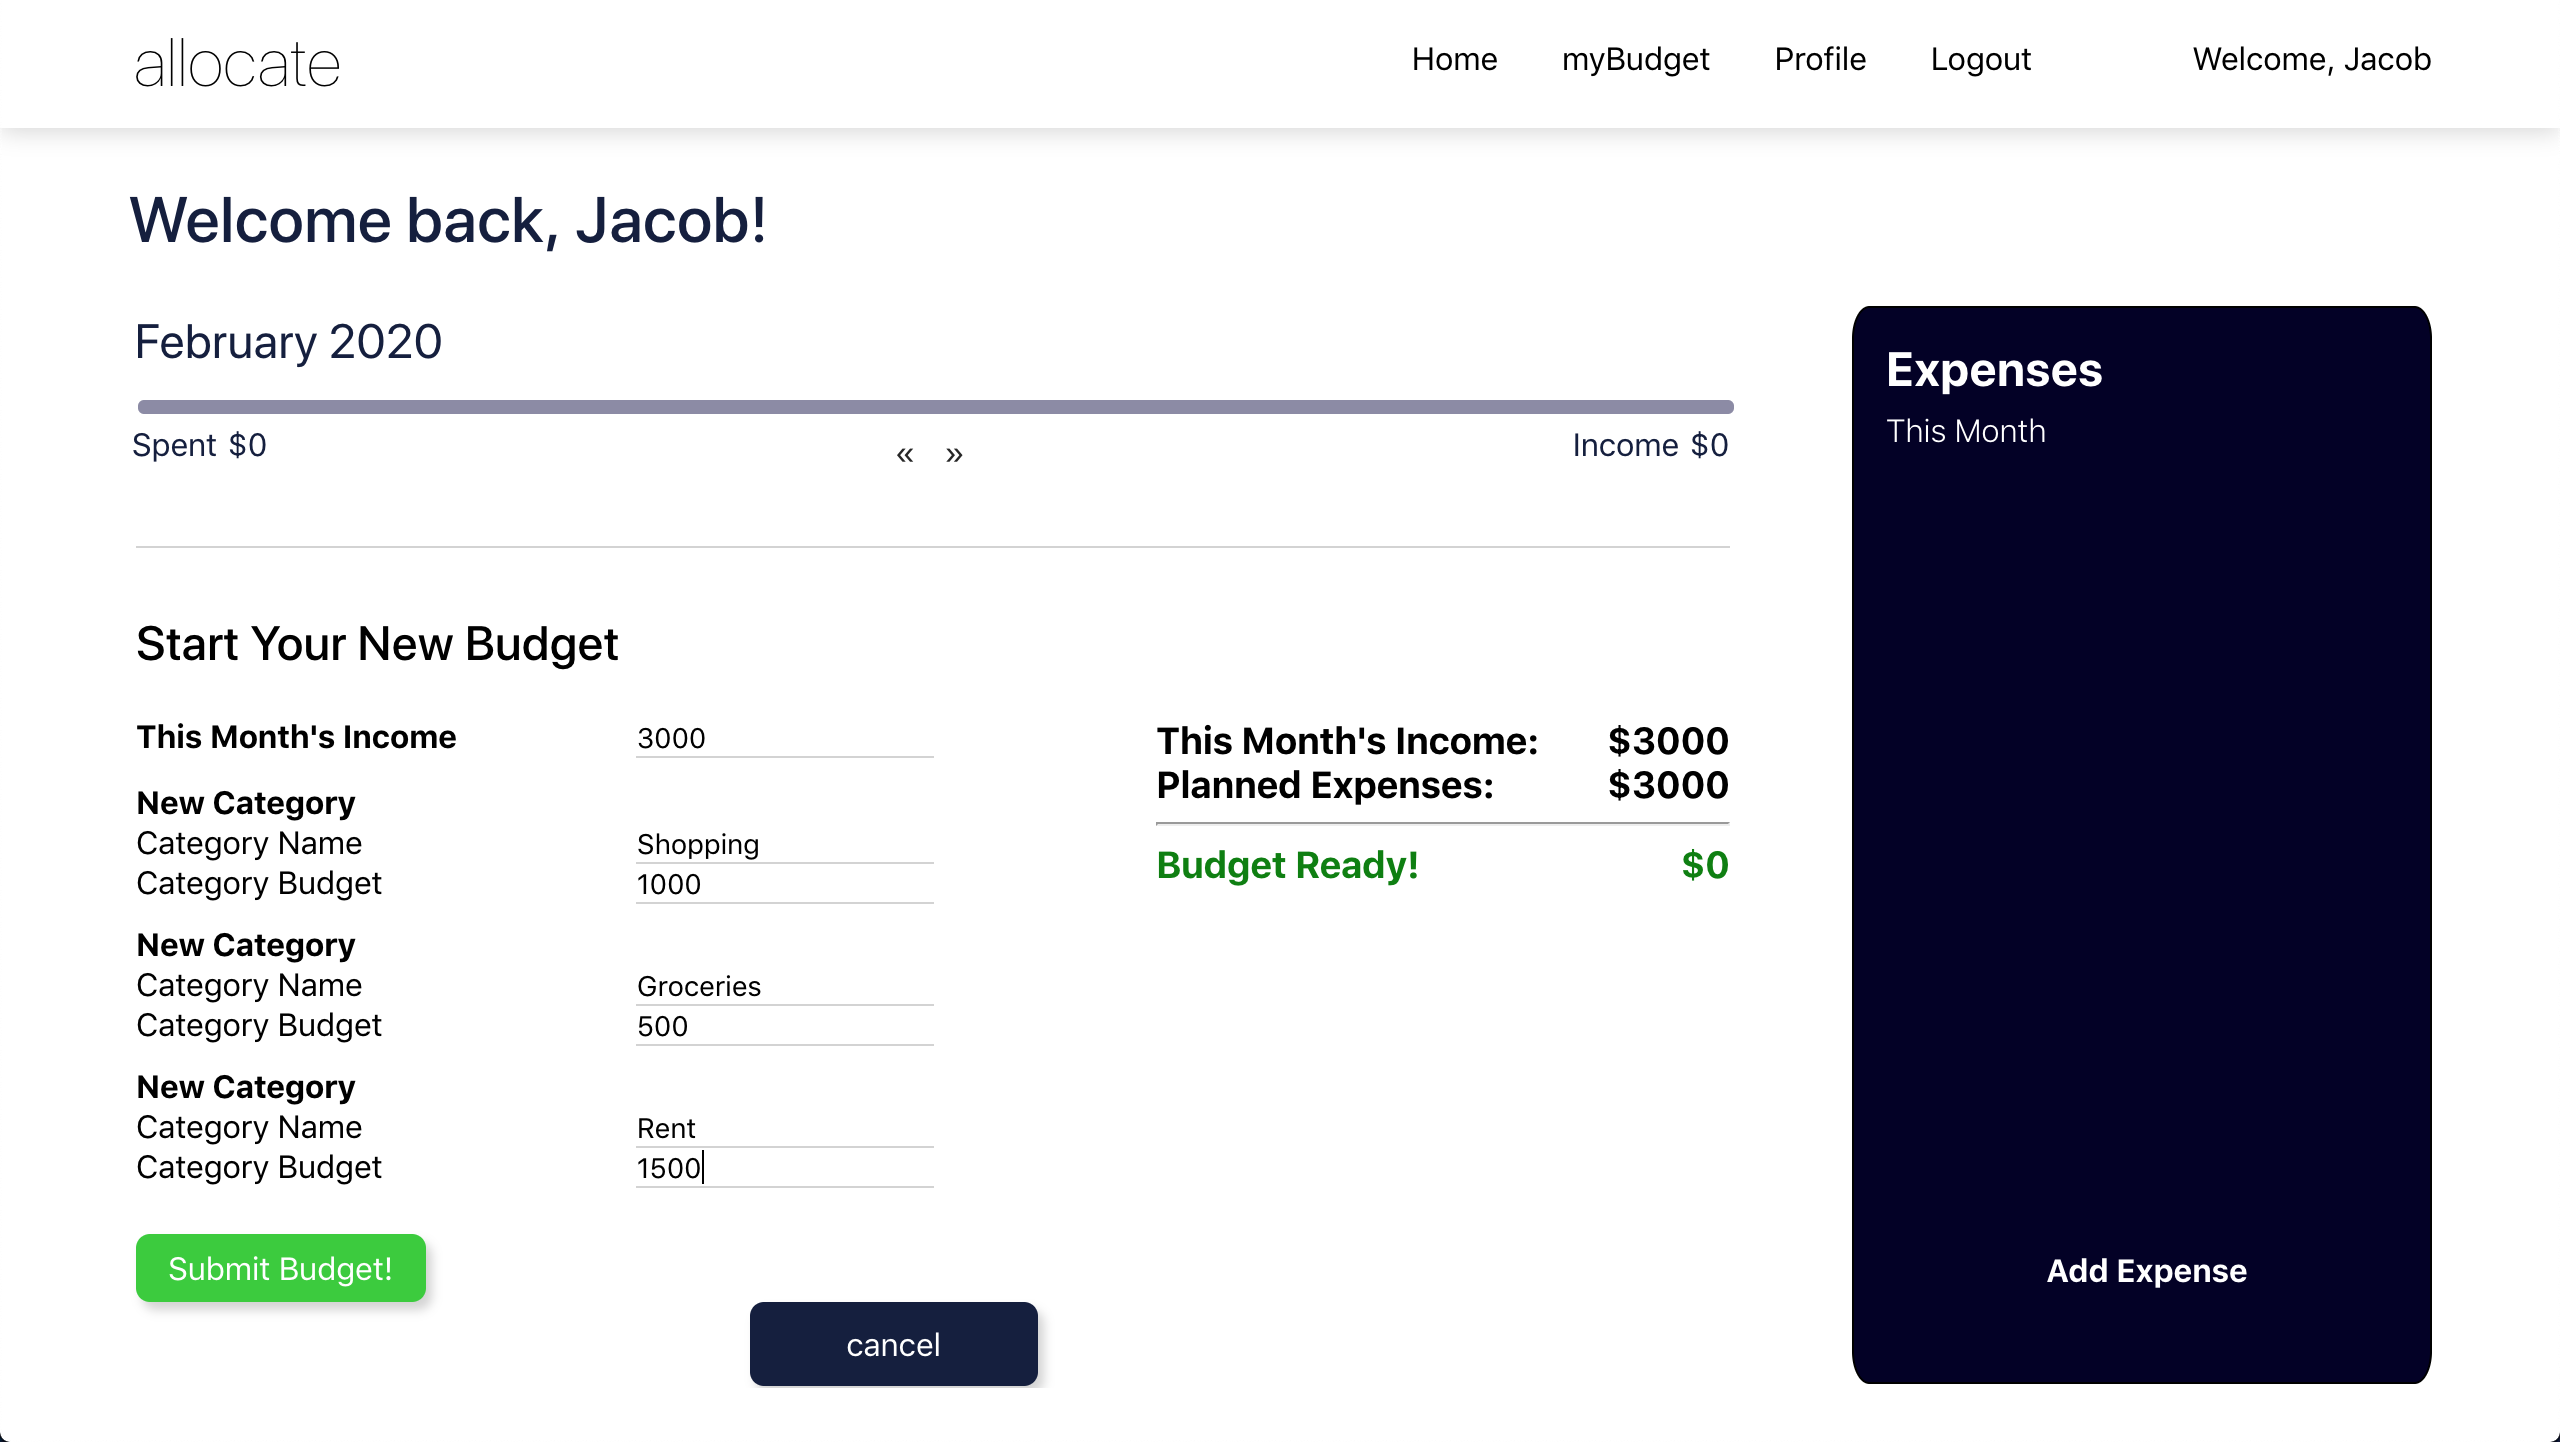 allocate
Home myBudget Profile Logout Welcome, Jacob
Welcome back, Jacob!
February 2020
Spent $0 « » Income $0
Start Your New Budget
This Month's Income 3000
New Category
Category Name Shopping
Category Budget 1000
New Category
Category Name Groceries
Category Budget 500
New Category
Category Name Rent
Category Budget 1500
Submit Budget!
cancel
This Month's Income: $3000
Planned Expenses: $3000
Budget Ready! $0
Expenses
This Month
Add Expense